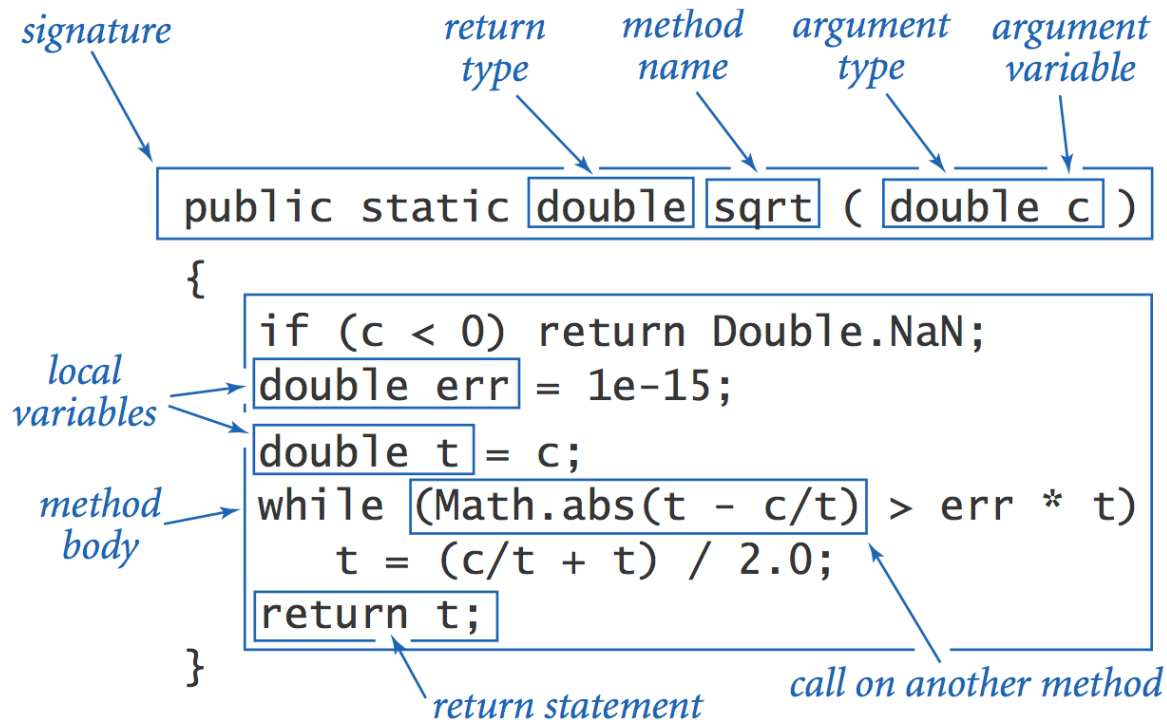 signature
return type
method name
argument type
argument variable
public static double sqrt ( double c )
{
if (c < 0) return Double.NaN;
local variables
double err = 1e-15;
double t = c;
method body
while (Math.abs(t - c/t) > err * t)
t = (c/t + t) / 2.0;
return t;
}
call on another method
return statement